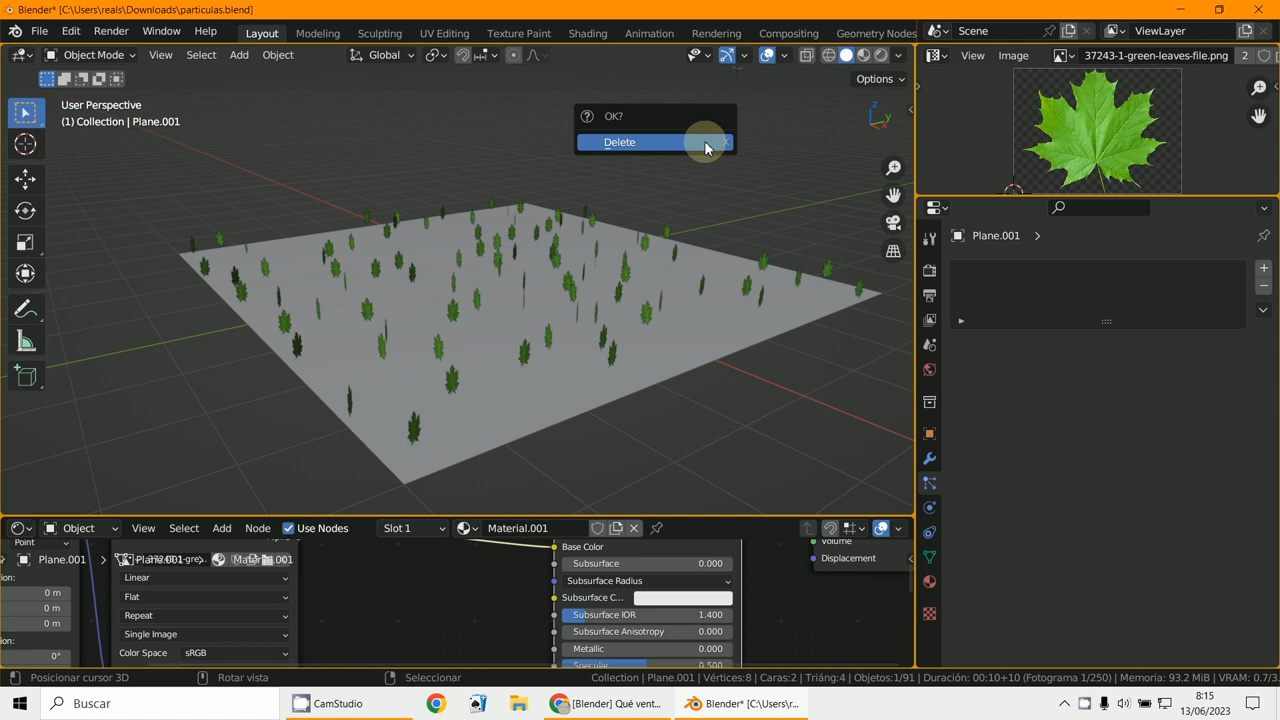 Blender* [C:\Users\reals\Downloads\particulas.blend]
File Edit Render Window Help Layout Modeling Sculpting UV Editing Texture Paint Shading Animation Rendering Compositing Geometry Nodes Scene ViewLayer
Object Mode View Select Add Object Global View Image 37243-1-green-leaves-file.png 2
Options
User Perspective
(1) Collection | Plane.001
Z
Y
X
OK?
Delete X
Plane.001
Object View Select Add Node Use Nodes Slot 1 Material.001
Point
Plane.001 Plane.001 Material.001
Linear
Flat
Repeat
Single Image
Color Space sRGB
0 m
0 m
0 m
0°
Base Color
Subsurface 0.000
Subsurface Radius
Subsurface C...
Subsurface IOR 1.400
Subsurface Anisotropy 0.000
Metallic 0.000
Specular 0.500
Volume
Displacement
Posicionar cursor 3D Rotar vista Seleccionar Collection | Plane.001 | Vértices:8 | Caras:2 | Triáng:4 | Objetos:1/91 | Duración: 00:10+10 (Fotograma 1/250) | Memoria: 93.2 MiB | VRAM: 0.7/3.
Buscar CamStudio [Blender] Qué vent... Blender* [C:\Users\r...
8:15
13/06/2023